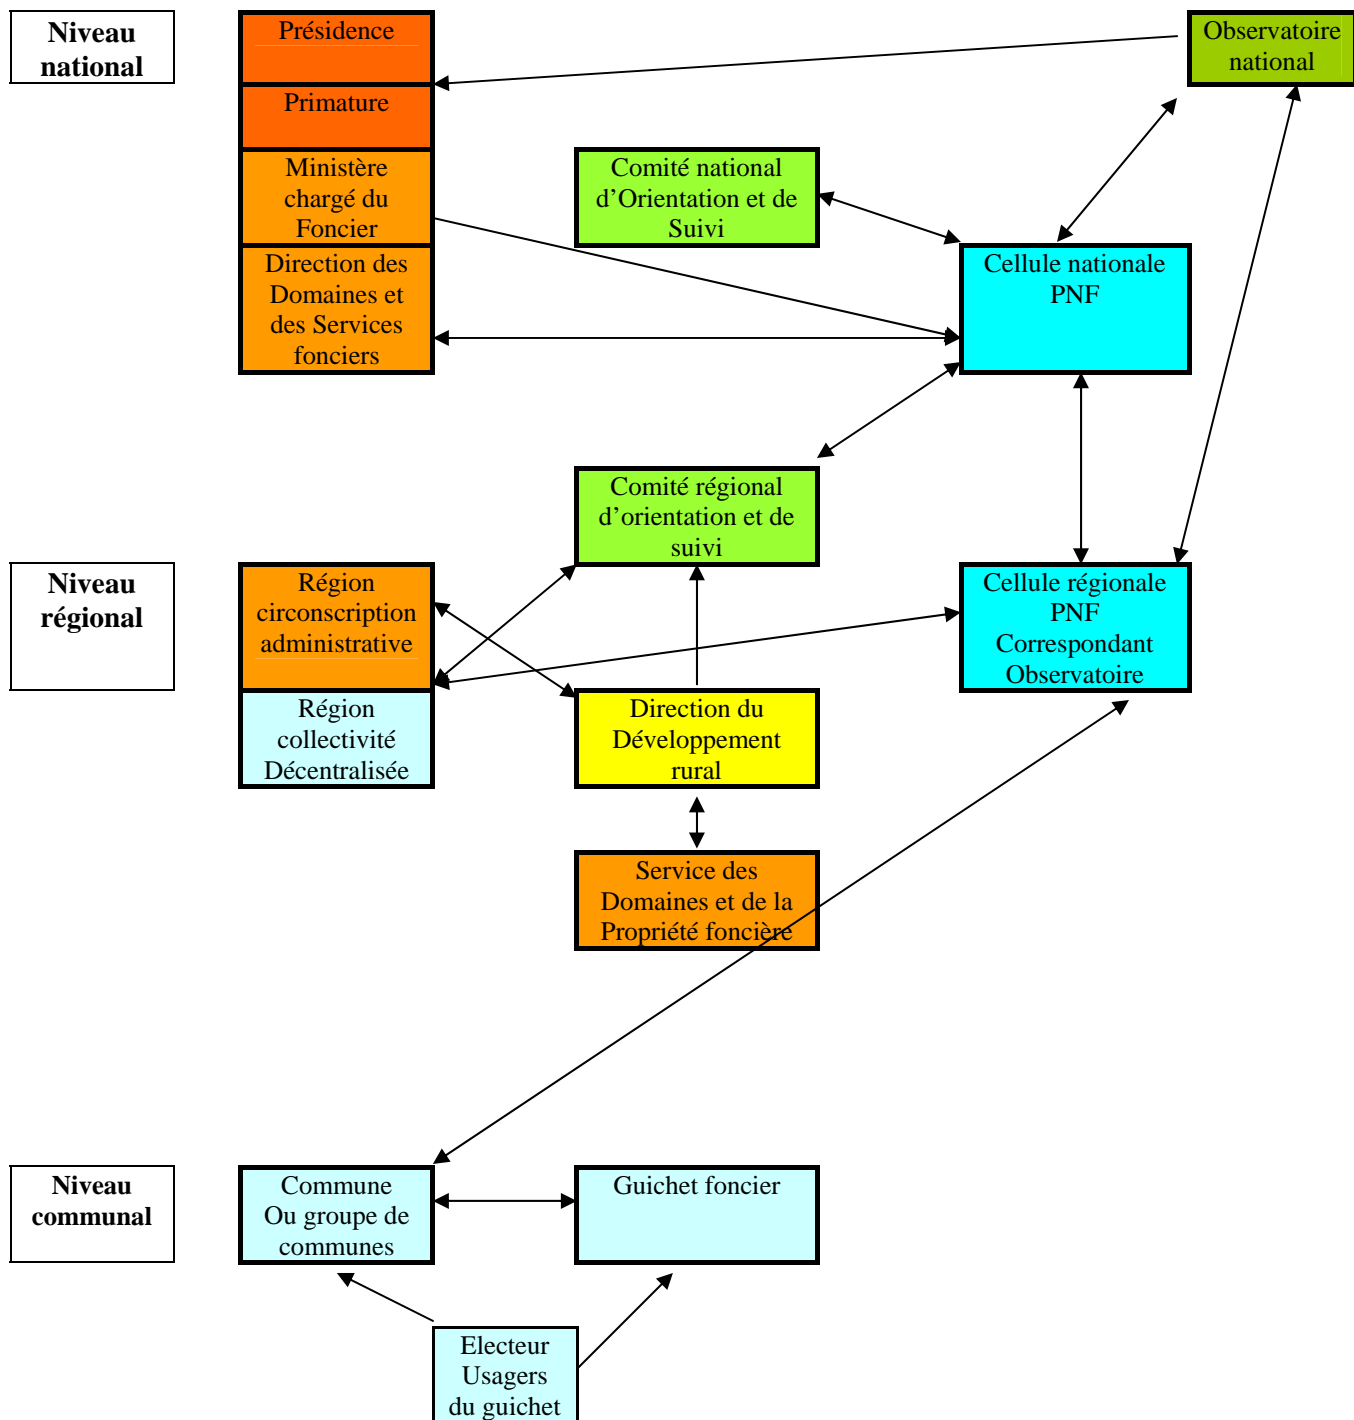 Niveau
national
Présidence
Observatoire
national
Primature
Ministère
chargé du
Foncier
Comité national
d’Orientation et de
Suivi
Direction des
Domaines et
des Services
fonciers
Cellule nationale
PNF
Comité régional
d’orientation et de
suivi
Niveau
régional
Région
circonscription
administrative
Cellule régionale
PNF
Correspondant
Observatoire
Région
collectivité
Décentralisée
Direction du
Développement
rural
Service des
Domaines et de la
Propriété foncière
Niveau
communal
Commune
Ou groupe de
communes
Guichet foncier
Electeur
Usagers
du guichet